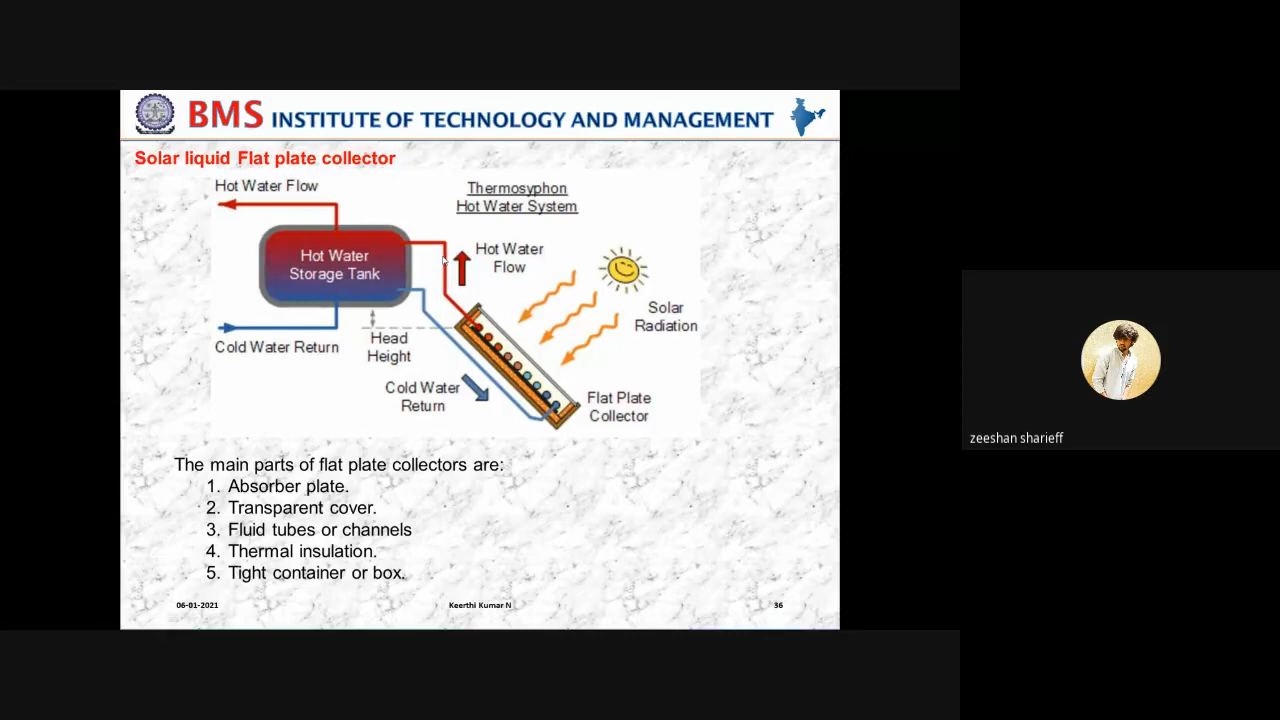 BMS INSTITUTE OF TECHNOLOGY AND MANAGEMENT
Solar liquid Flat plate collector
Hot Water Flow
Thermosyphon
Hot Water System
Hot Water
Storage Tank
Hot Water
Flow
Solar
Radiation
Cold Water Return
Head
Height
Cold Water
Return
Flat Plate
Collector
The main parts of flat plate collectors are:
1. Absorber plate.
2. Transparent cover.
3. Fluid tubes or channels
4. Thermal insulation.
5. Tight container or box.
06-01-2021
Keerthi Kumar N
36
zeeshan sharieff